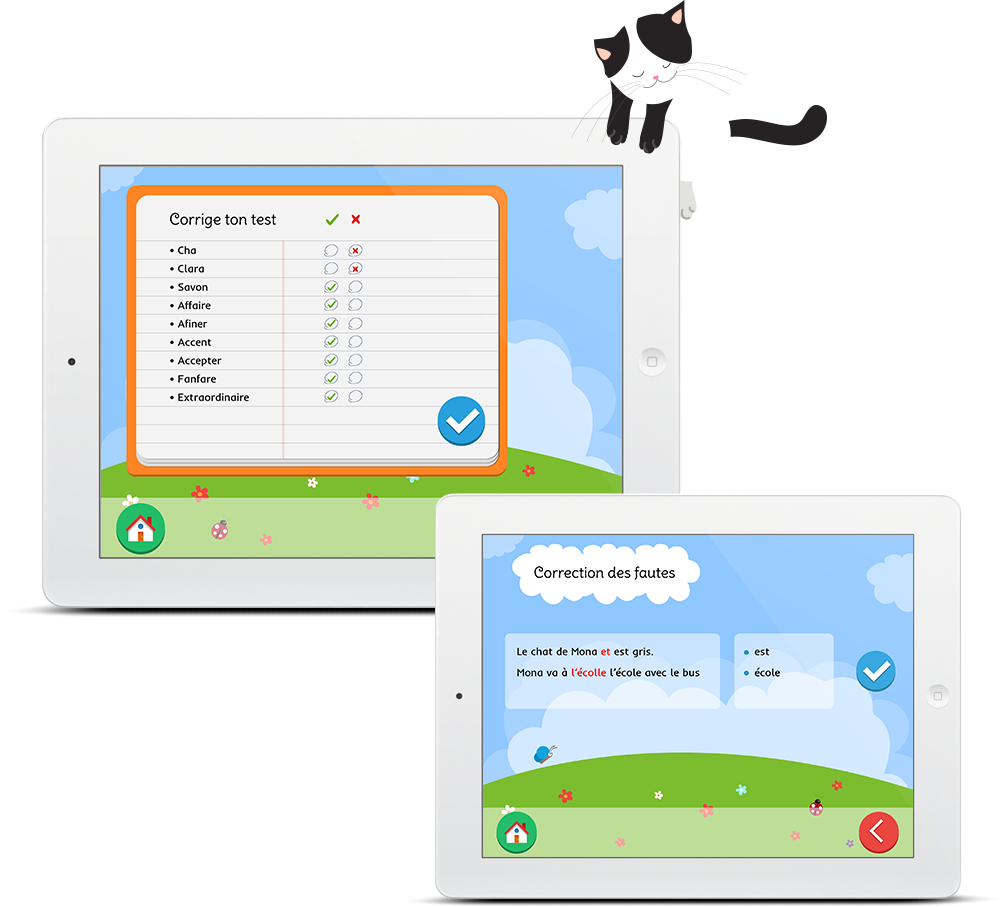 Corrige ton test
• Cha
• Clara
• Savon
• Affaire
• Afiner
• Accent
• Accepter
• Fanfare
• Extraordinaire
Correction des fautes
Le chat de Mona et est gris.
Mona va à l'écolle l'école avec le bus
• est
• école